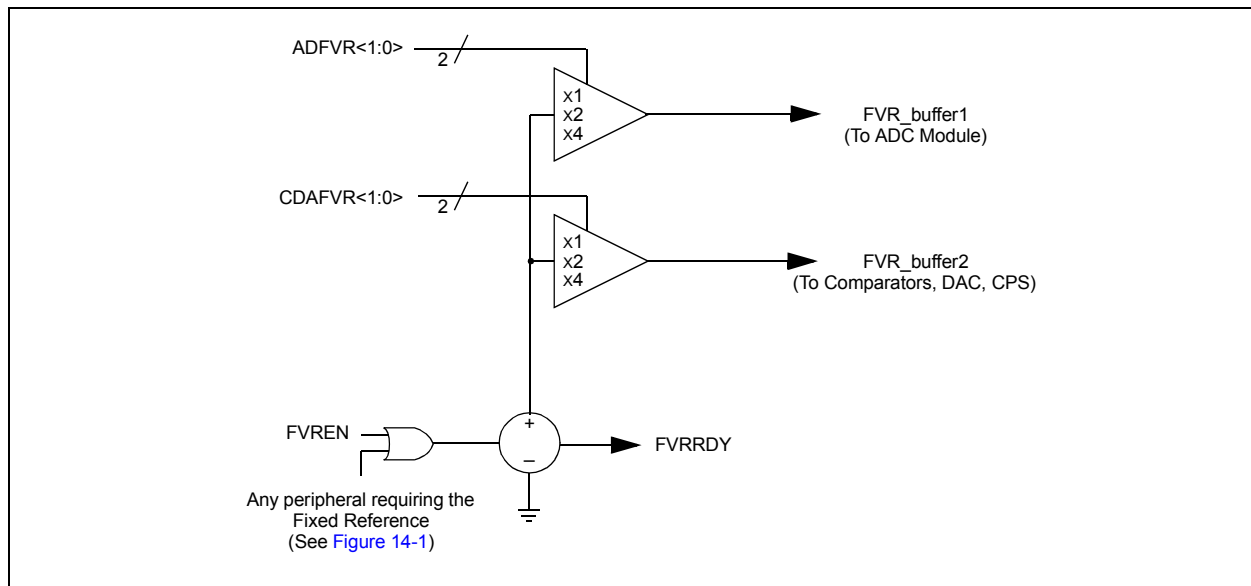 ADFVR<1:0>
2
X1
X2
X4
FVR_buffer1
(To ADC Module)
CDAFVR<1:0>
2
X1
X2
X4
FVR_buffer2
(To Comparators, DAC, CPS)
FVREN
+
–
FVRRDY
Any peripheral requiring the
Fixed Reference
(See Figure 14-1)